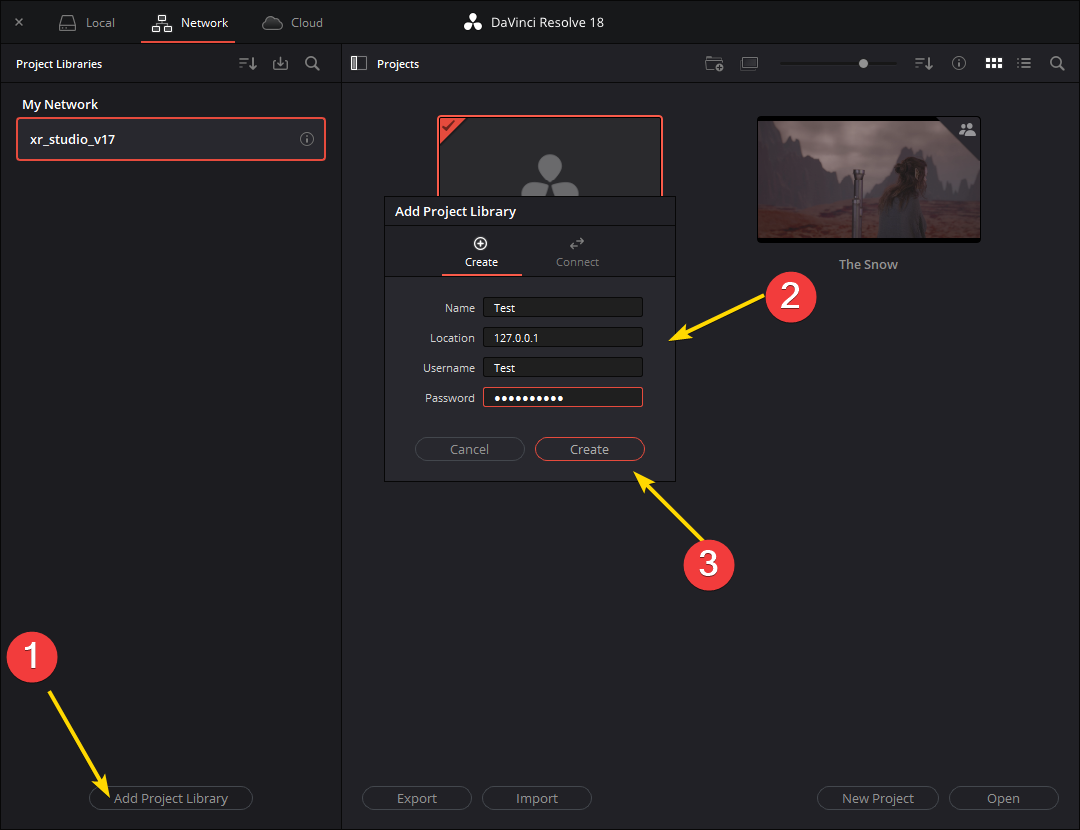 Local
Network
Cloud
DaVinci Resolve 18
Project Libraries
Projects
My Network
xr_studio_v17
The Snow
Add Project Library
Create
Connect
Name Test
Location 127.0.0.1
Username Test
Password ••••••••••
Cancel
Create
2
3
1
Add Project Library
Export
Import
New Project
Open